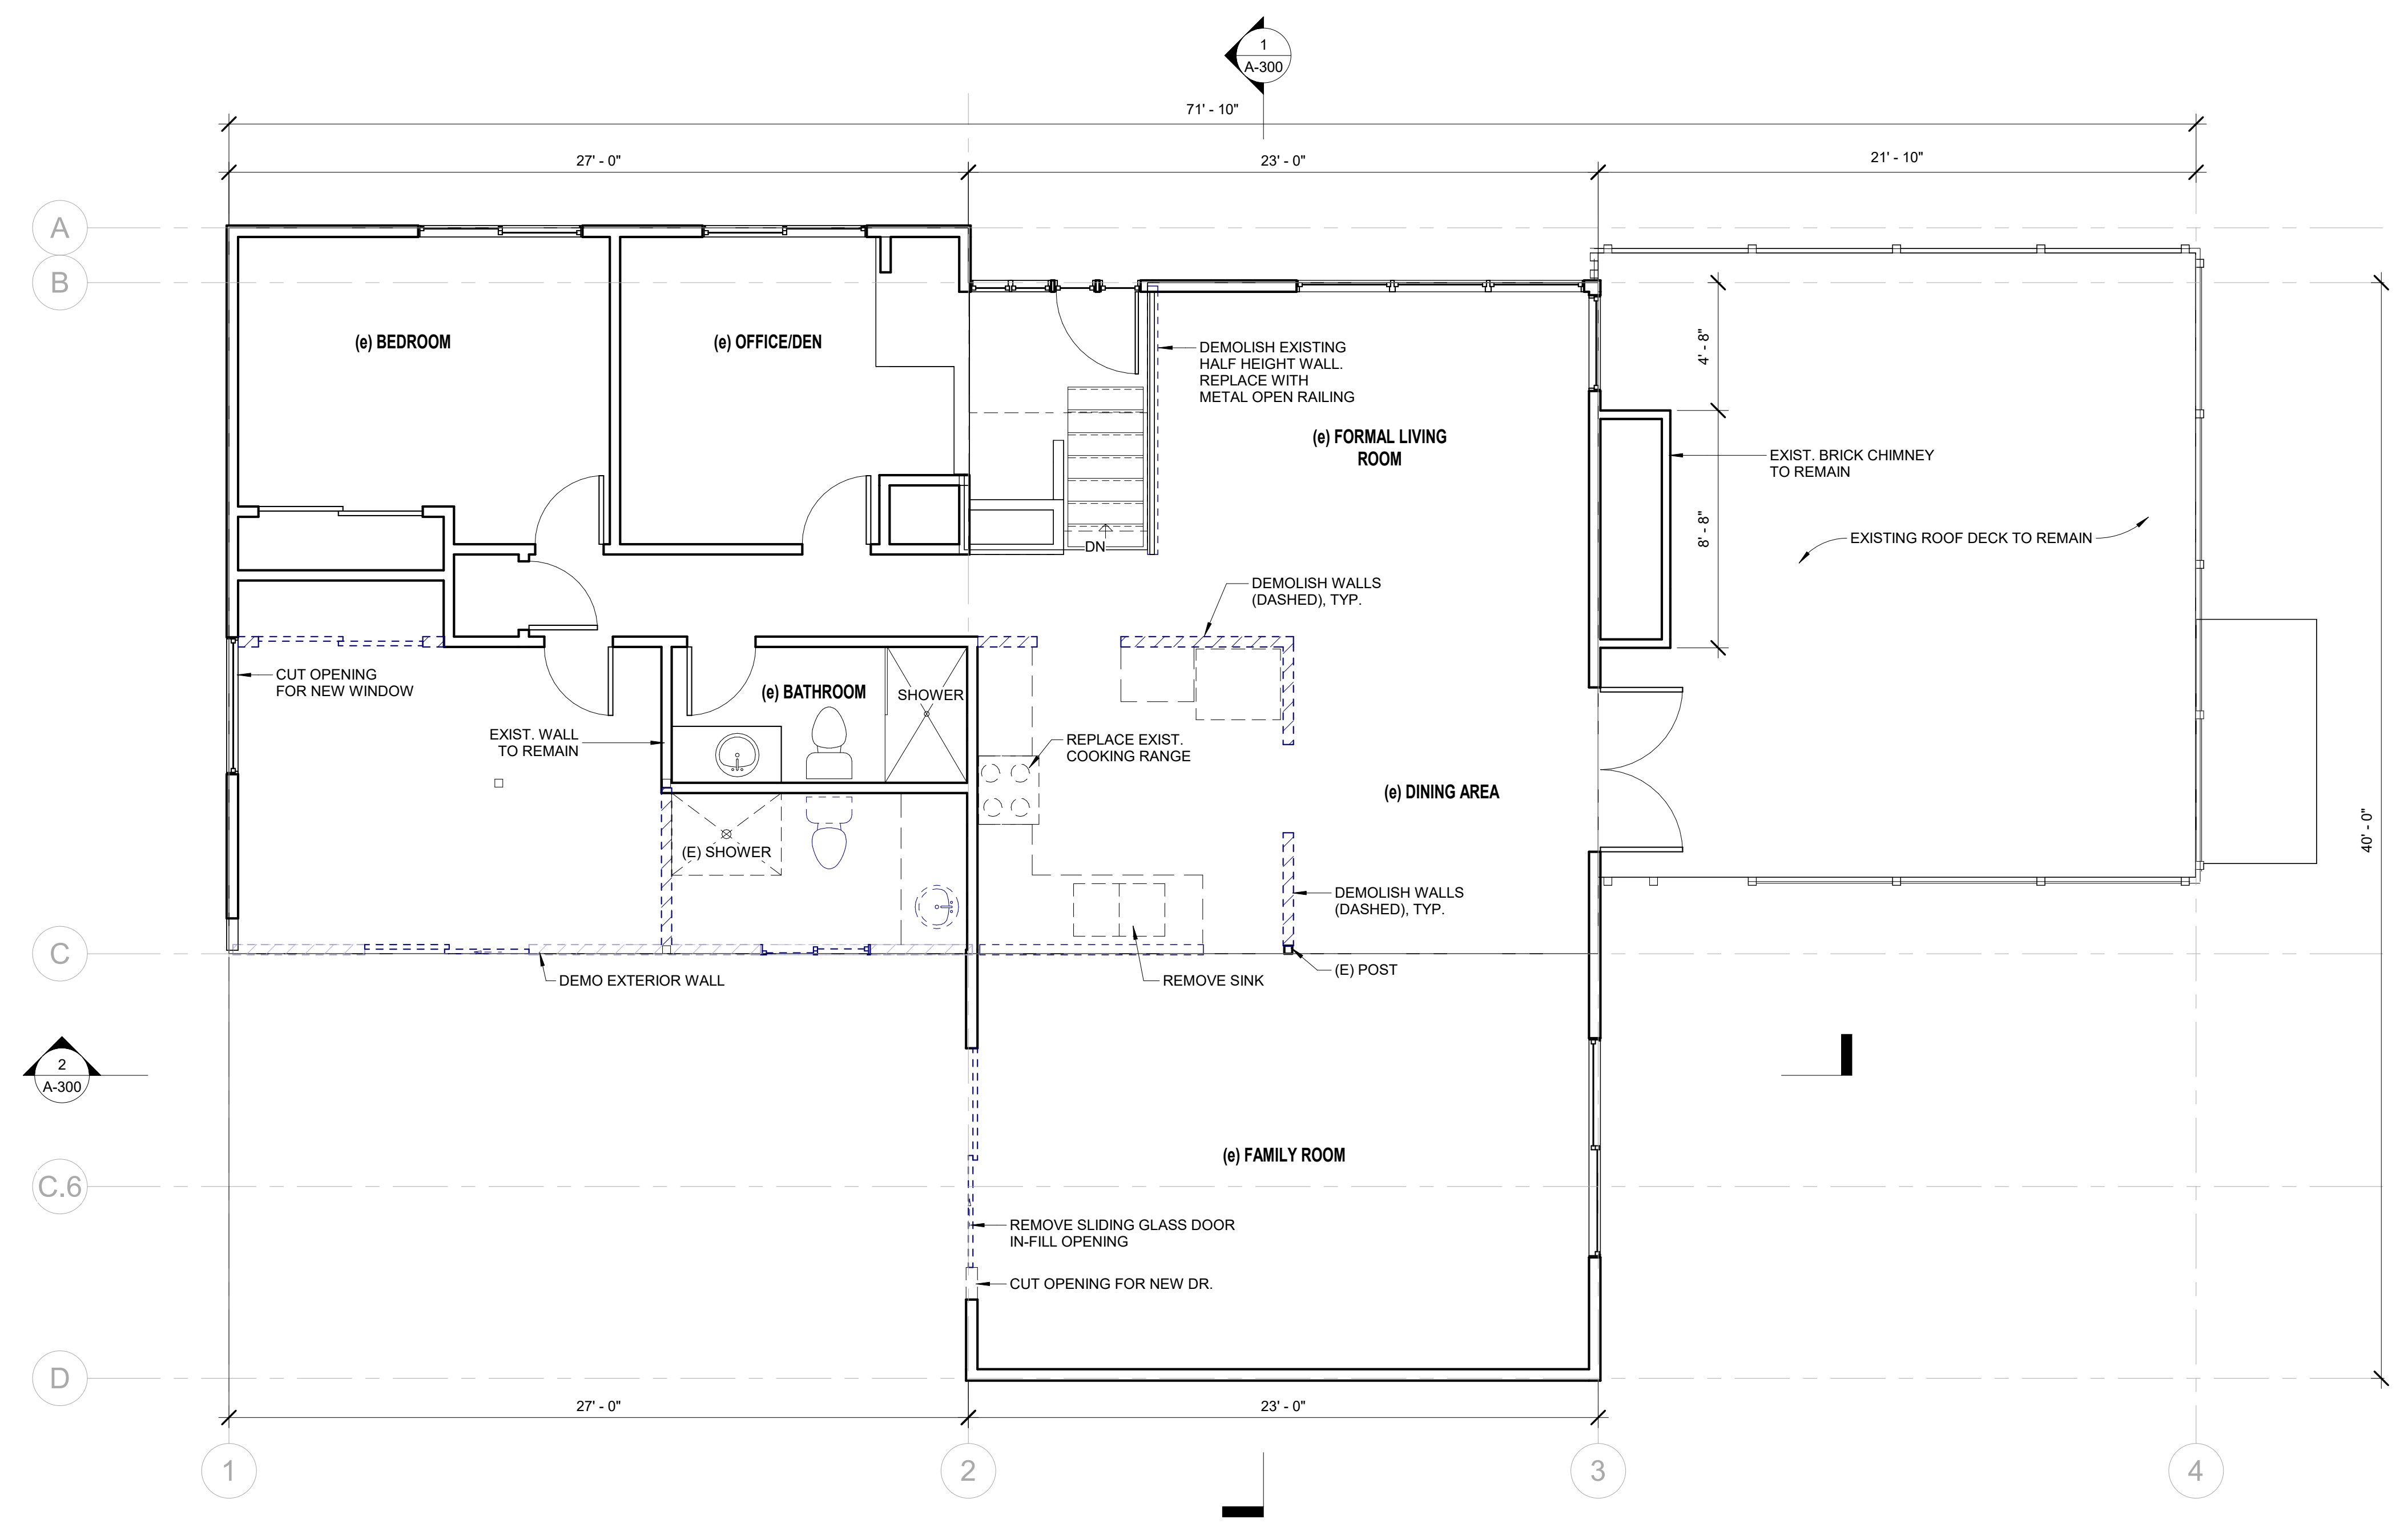 1
A-300
71' - 10"
27' - 0"
23' - 0"
21' - 10"
A
B
(e) BEDROOM
(e) OFFICE/DEN
DEMOLISH EXISTING
HALF HEIGHT WALL.
REPLACE WITH
METAL OPEN RAILING
4' - 8"
(e) FORMAL LIVING
ROOM
EXIST. BRICK CHIMNEY
TO REMAIN
8' - 8"
EXISTING ROOF DECK TO REMAIN
DN
DEMOLISH WALLS
(DASHED), TYP.
CUT OPENING
FOR NEW WINDOW
(e) BATHROOM
SHOWER
EXIST. WALL
TO REMAIN
REPLACE EXIST.
COOKING RANGE
(e) DINING AREA
40' - 0"
(E) SHOWER
DEMOLISH WALLS
(DASHED), TYP.
C
DEMO EXTERIOR WALL
REMOVE SINK
(E) POST
2
A-300
(e) FAMILY ROOM
C.6
REMOVE SLIDING GLASS DOOR
IN-FILL OPENING
CUT OPENING FOR NEW DR.
D
27' - 0"
23' - 0"
1
2
3
4